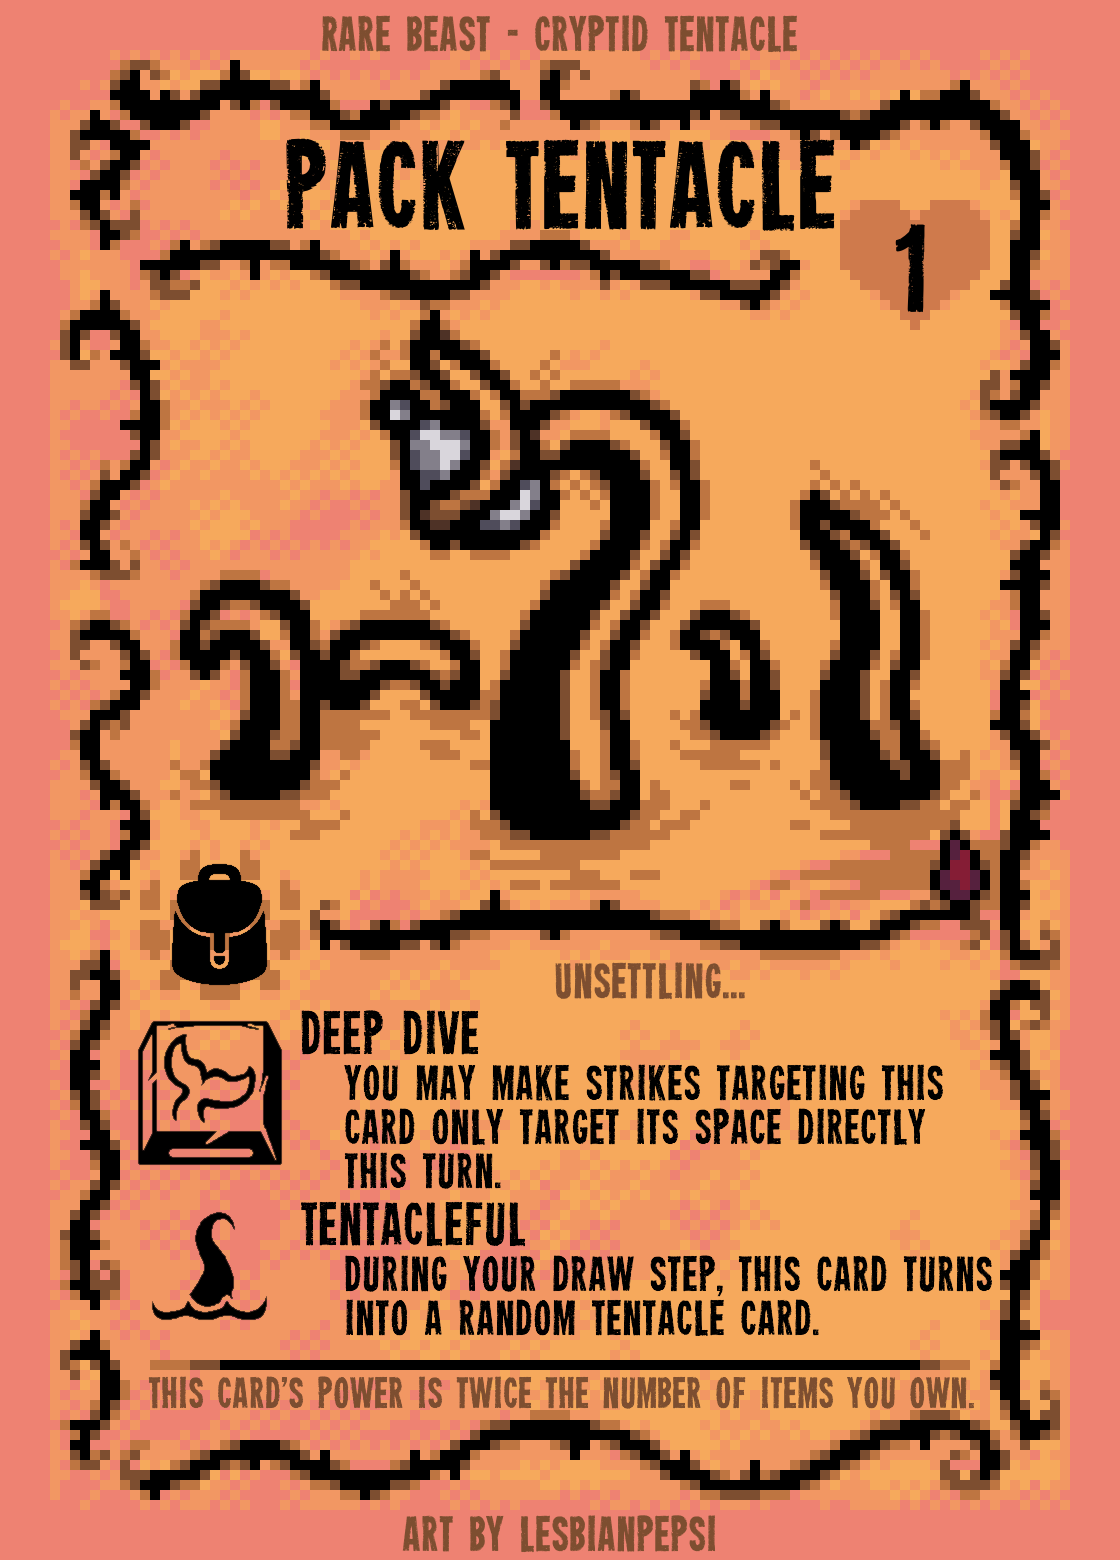 RARE BEAST - CRYPTID TENTACLE
PACK TENTACLE
1
UNSETTLING...
DEEP DIVE
YOU MAY MAKE STRIKES TARGETING THIS
CARD ONLY TARGET ITS SPACE DIRECTLY
THIS TURN.
TENTACLEFUL
DURING YOUR DRAW STEP, THIS CARD TURNS
INTO A RANDOM TENTACLE CARD.
THIS CARD'S POWER IS TWICE THE NUMBER OF ITEMS YOU OWN.
ART BY LESBIANPEPSI